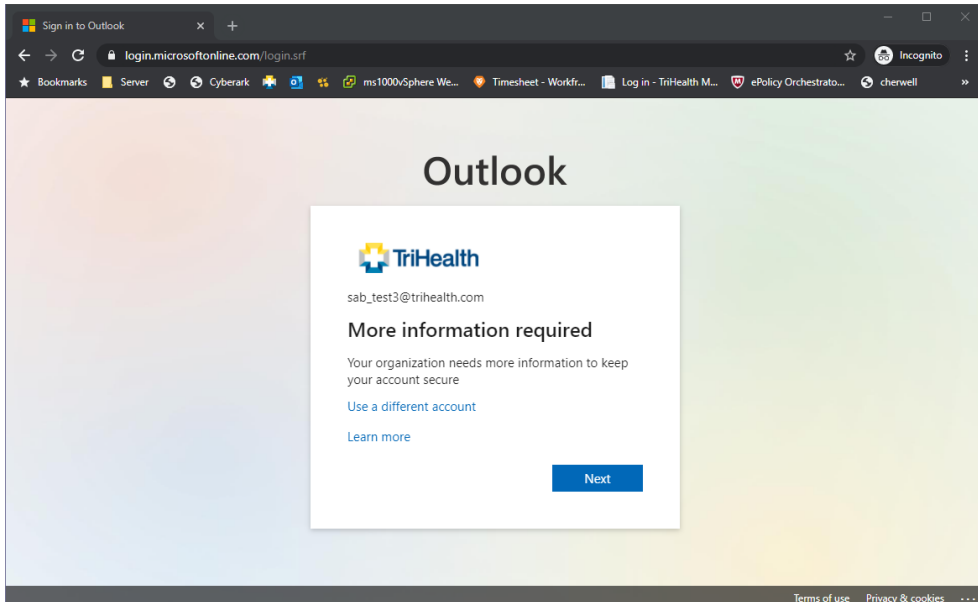 Sign in to Outlook
login.microsoftonline.com/login.srf
Incognito
Bookmarks Server Cyberark ms1000vSphere We... Timesheet - Workfr... Log in - TriHealth M... ePolicy Orchestrato... cherwell »
Outlook
TriHealth
sab_test3@trihealth.com
More information required
Your organization needs more information to keep
your account secure
Use a different account
Learn more
Next
Terms of use Privacy & cookies ...